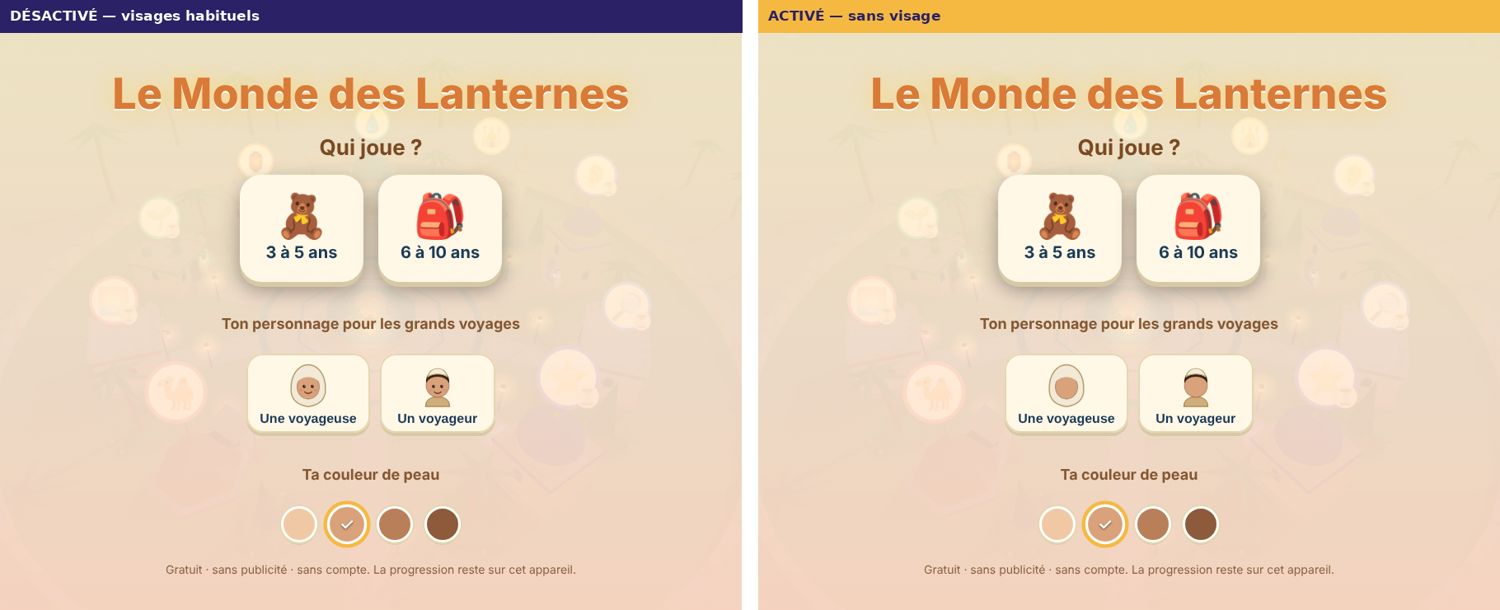 DÉSACTIVÉ — visages habituels
Le Monde des Lanternes
Qui joue ?
3 à 5 ans
6 à 10 ans
Ton personnage pour les grands voyages
Une voyageuse
Un voyageur
Ta couleur de peau
Gratuit · sans publicité · sans compte. La progression reste sur cet appareil.
ACTIVÉ — sans visage
Le Monde des Lanternes
Qui joue ?
3 à 5 ans
6 à 10 ans
Ton personnage pour les grands voyages
Une voyageuse
Un voyageur
Ta couleur de peau
Gratuit · sans publicité · sans compte. La progression reste sur cet appareil.